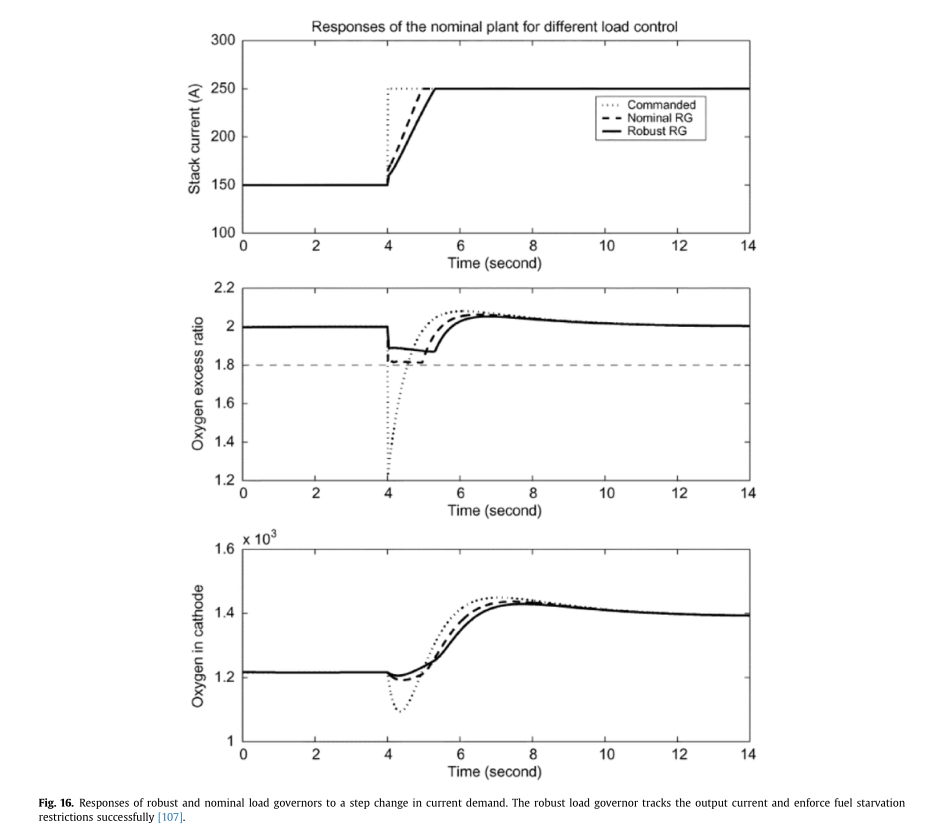 Responses of the nominal plant for different load control
300
250
200
150
100
Stack current (A)
Commanded
Nominal RG
Robust RG
0 2 4 6 8 10 12 14
Time (second)
2.2
2
1.8
1.6
1.4
1.2
Oxygen excess ratio
0 2 4 6 8 10 12 14
Time (second)
x 10³
1.6
1.4
1.2
1
Oxygen in cathode
0 2 4 6 8 10 12 14
Time (second)
Fig. 16. Responses of robust and nominal load governors to a step change in current demand. The robust load governor tracks the output current and enforce fuel starvation
restrictions successfully [107].